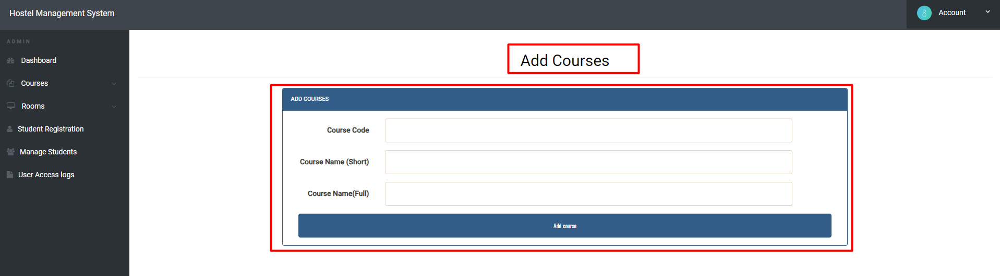 Hostel Management System
Account
ADMIN
Dashboard
Courses
Rooms
Student Registration
Manage Students
User Access logs
Add Courses
ADD COURSES
Course Code
Course Name (Short)
Course Name(Full)
Add course